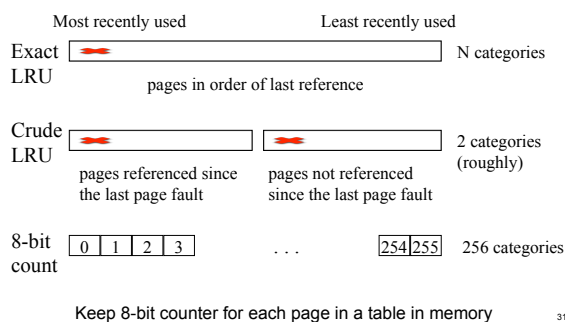 Most recently used Least recently used
Exact LRU N categories
pages in order of last reference
Crude LRU 2 categories (roughly)
pages referenced since the last page fault
pages not referenced since the last page fault
8-bit count 0 1 2 3 . . . 254 255 256 categories
Keep 8-bit counter for each page in a table in memory
31